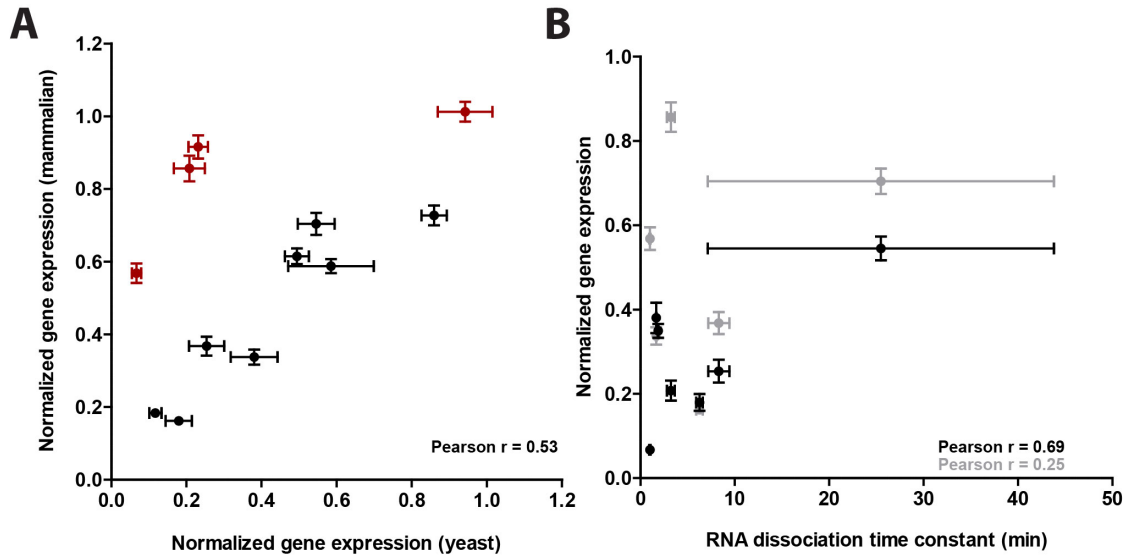 A
Normalized gene expression (mammalian)
1.2
1.0
0.8
0.6
0.4
0.2
0.0
Pearson r = 0.53
0.0 0.2 0.4 0.6 0.8 1.0 1.2
Normalized gene expression (yeast)
B
Normalized gene expression
1.0
0.8
0.6
0.4
0.2
0.0
Pearson r = 0.69
Pearson r = 0.25
0 10 20 30 40 50
RNA dissociation time constant (min)